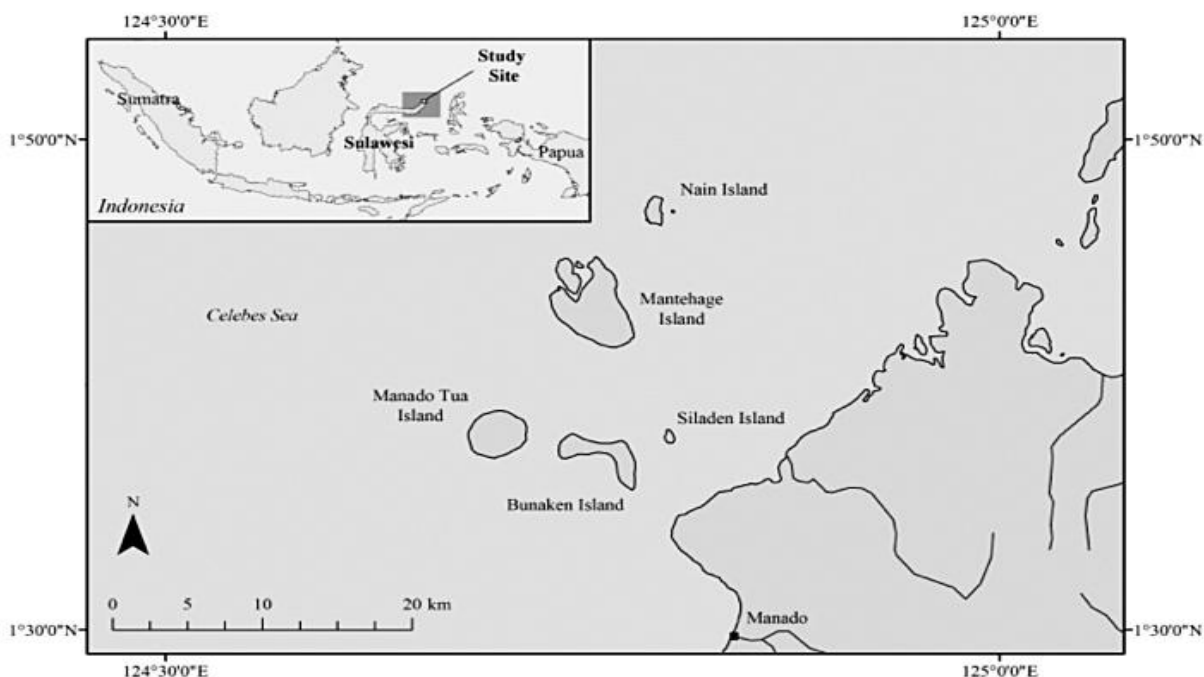 124°30'0"E
125°0'0"E
Study
Site
Sumatra
1°50'0"N
1°50'0"N
Sulawesi
Papua
Indonesia
Nain Island
Mantehage
Island
Celebes Sea
Manado Tua
Island
Siladen Island
Bunaken Island
N
0 5 10 20 km
Manado
1°30'0"N
1°30'0"N
124°30'0"E
125°0'0"E